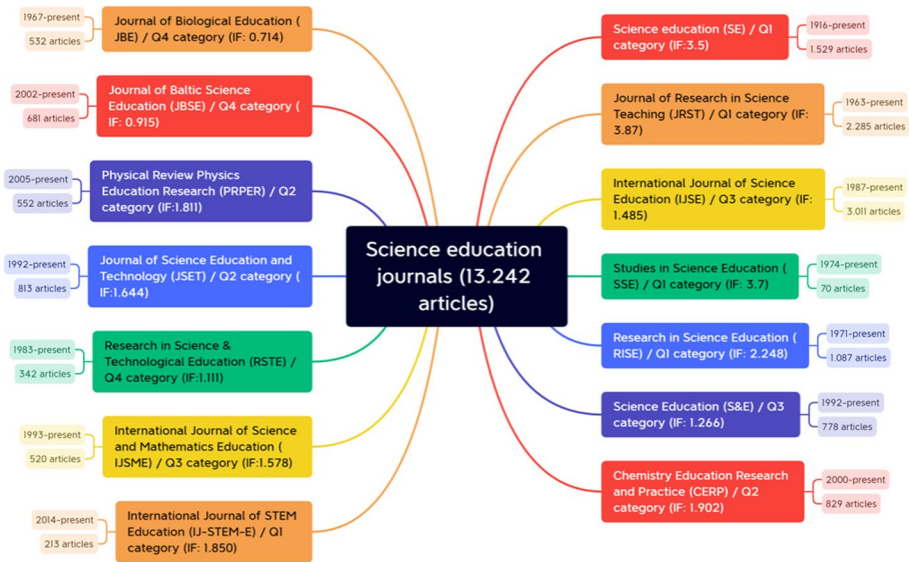 Science education
journals (13.242
articles)
1967-present
532 articles
Journal of Biological Education (
JBE) / Q4 category (IF: 0.714)
2002-present
681 articles
Journal of Baltic Science
Education (JBSE) / Q4 category (
IF: 0.915)
2005-present
552 articles
Physical Review Physics
Education Research (PRPER) / Q2
category (IF:1.811)
1992-present
813 articles
Journal of Science Education and
Technology (JSET) / Q2 category (
IF:1.644)
1983-present
342 articles
Research in Science &
Technological Education (RSTE) /
Q4 category (IF:1.111)
1993-present
520 articles
International Journal of Science
and Mathematics Education (
IJSME) / Q3 category (IF:1.578)
2014-present
213 articles
International Journal of STEM
Education (IJ-STEM-E) / Q1
category (IF: 1.850)
Science education (SE) / Q1
category (IF:3.5)
1916-present
1.529 articles
Journal of Research in Science
Teaching (JRST) / Q1 category (IF:
3.87)
1963-present
2.285 articles
International Journal of Science
Education (IJSE) / Q3 category (IF:
1.485)
1987-present
3.011 articles
Studies in Science Education (
SSE) / Q1 category (IF: 3.7)
1974-present
70 articles
Research in Science Education (
RISE) / Q1 category (IF: 2.248)
1971-present
1.087 articles
Science Education (S&E) / Q3
category (IF: 1.266)
1992-present
778 articles
Chemistry Education Research
and Practice (CERP) / Q2
category (IF: 1.902)
2000-present
829 articles